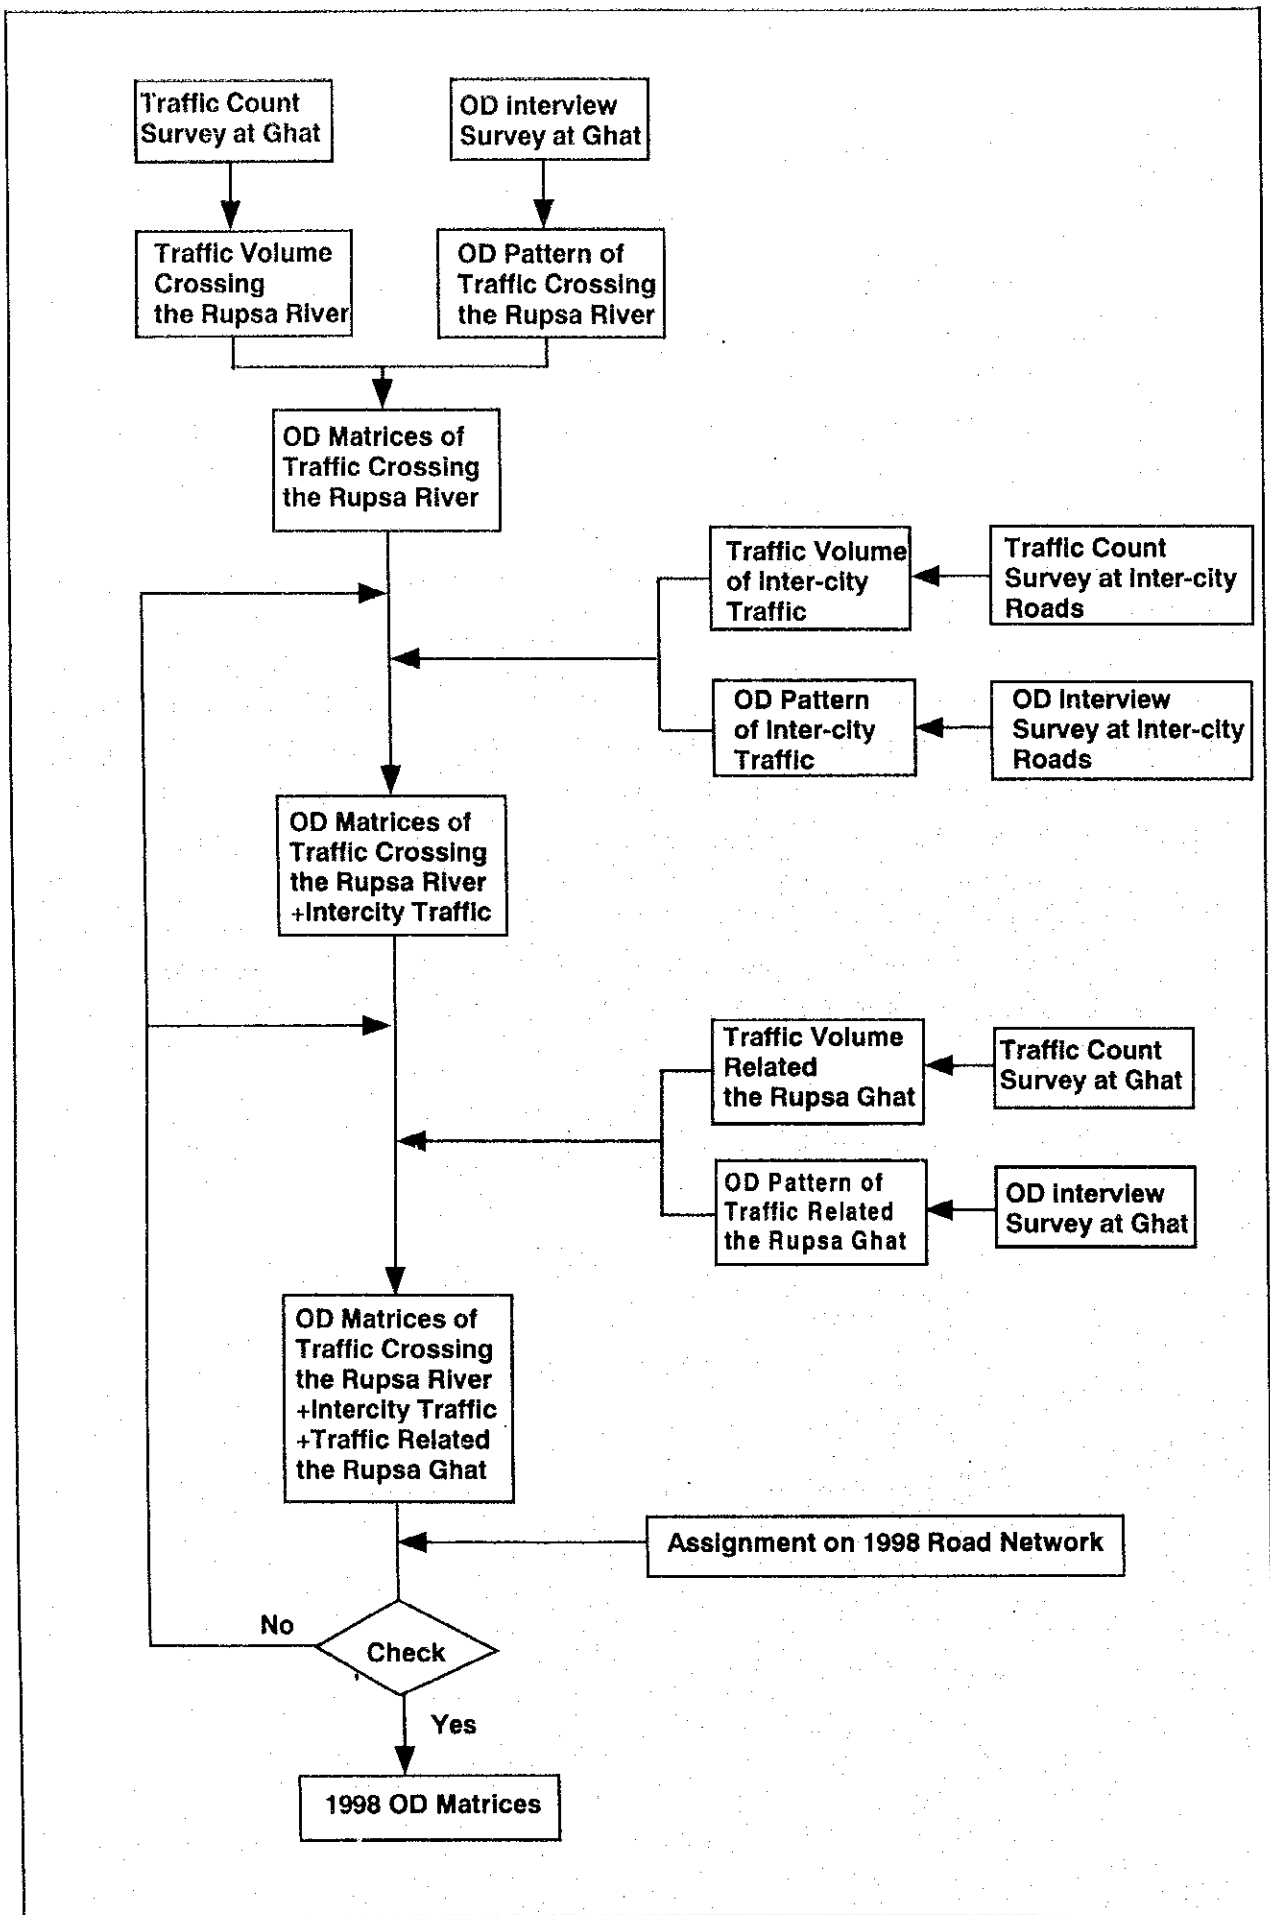 Traffic Count
Survey at Ghat
OD interview
Survey at Ghat
Traffic Volume
Crossing
the Rupsa River
OD Pattern of
Traffic Crossing
the Rupsa River
OD Matrices of
Traffic Crossing
the Rupsa River
Traffic Volume
of Inter-city
Traffic
Traffic Count
Survey at Inter-city
Roads
OD Pattern
of Inter-city
Traffic
OD Interview
Survey at Inter-city
Roads
OD Matrices of
Traffic Crossing
the Rupsa River
+Intercity Traffic
Traffic Volume
Related
the Rupsa Ghat
Traffic Count
Survey at Ghat
OD Pattern of
Traffic Related
the Rupsa Ghat
OD interview
Survey at Ghat
OD Matrices of
Traffic Crossing
the Rupsa River
+Intercity Traffic
+Traffic Related
the Rupsa Ghat
Assignment on 1998 Road Network
No
Check
Yes
1998 OD Matrices